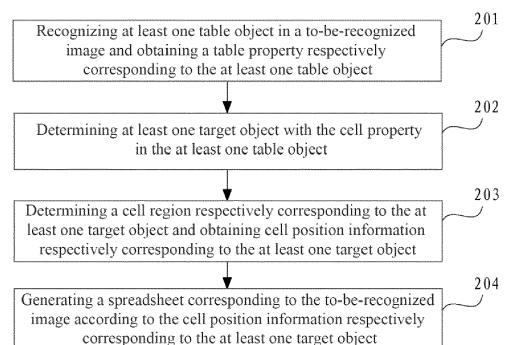 201
Recognizing at least one table object in a to-be-recognized
image and obtaining a table property respectively
corresponding to the at least one table object
202
Determining at least one target object with the cell property
in the at least one table object
203
Determining a cell region respectively corresponding to the at
least one target object and obtaining cell position information
respectively corresponding to the at least one target object
204
Generating a spreadsheet corresponding to the to-be-recognized
image according to the cell position information respectively
corresponding to the at least one target object